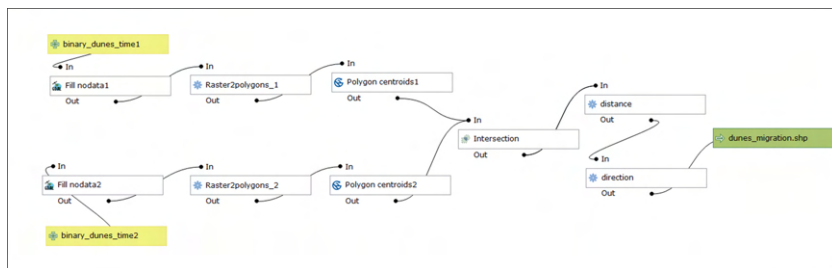 binary_dunes_time1
In
In
In
Fill nodata1
Raster2polygons_1
Polygon centroids1
Out
Out
Out
In
In
distance
Intersection
Out
Out
dunes_migration.shp
In
In
In
In
Fill nodata2
Raster2polygons_2
Polygon centroids2
direction
Out
Out
Out
Out
binary_dunes_time2